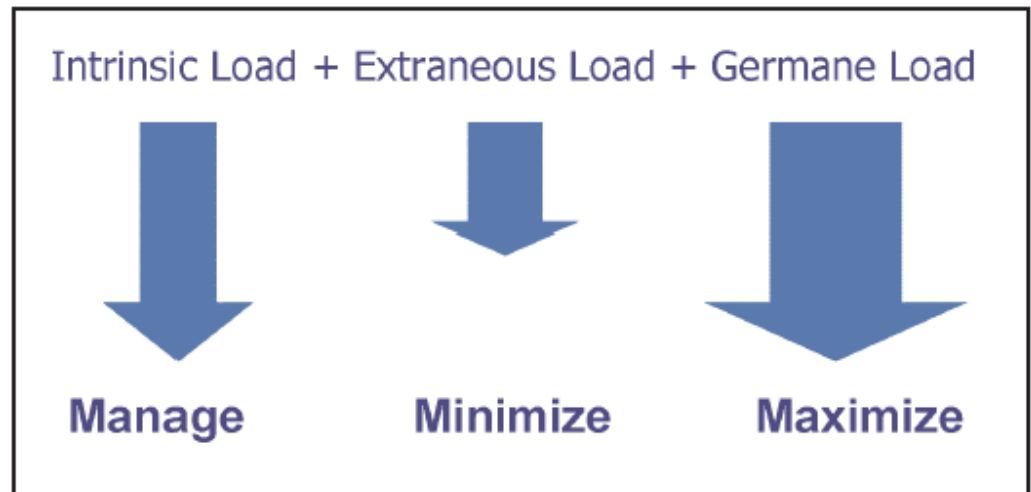 Intrinsic Load + Extraneous Load + Germane Load
Manage Minimize Maximize